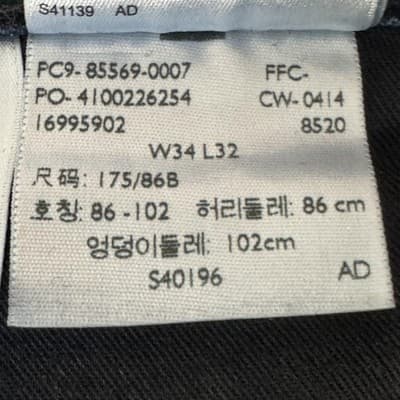 S41139 AD
PC9- 85569-0007 FFC-
PO- 4100226254 CW- 0414
16995902 8520
W34 L32
尺码: 175/86B
호칭: 86 -102 허리둘레: 86 cm
엉덩이둘레: 102cm
S40196 AD